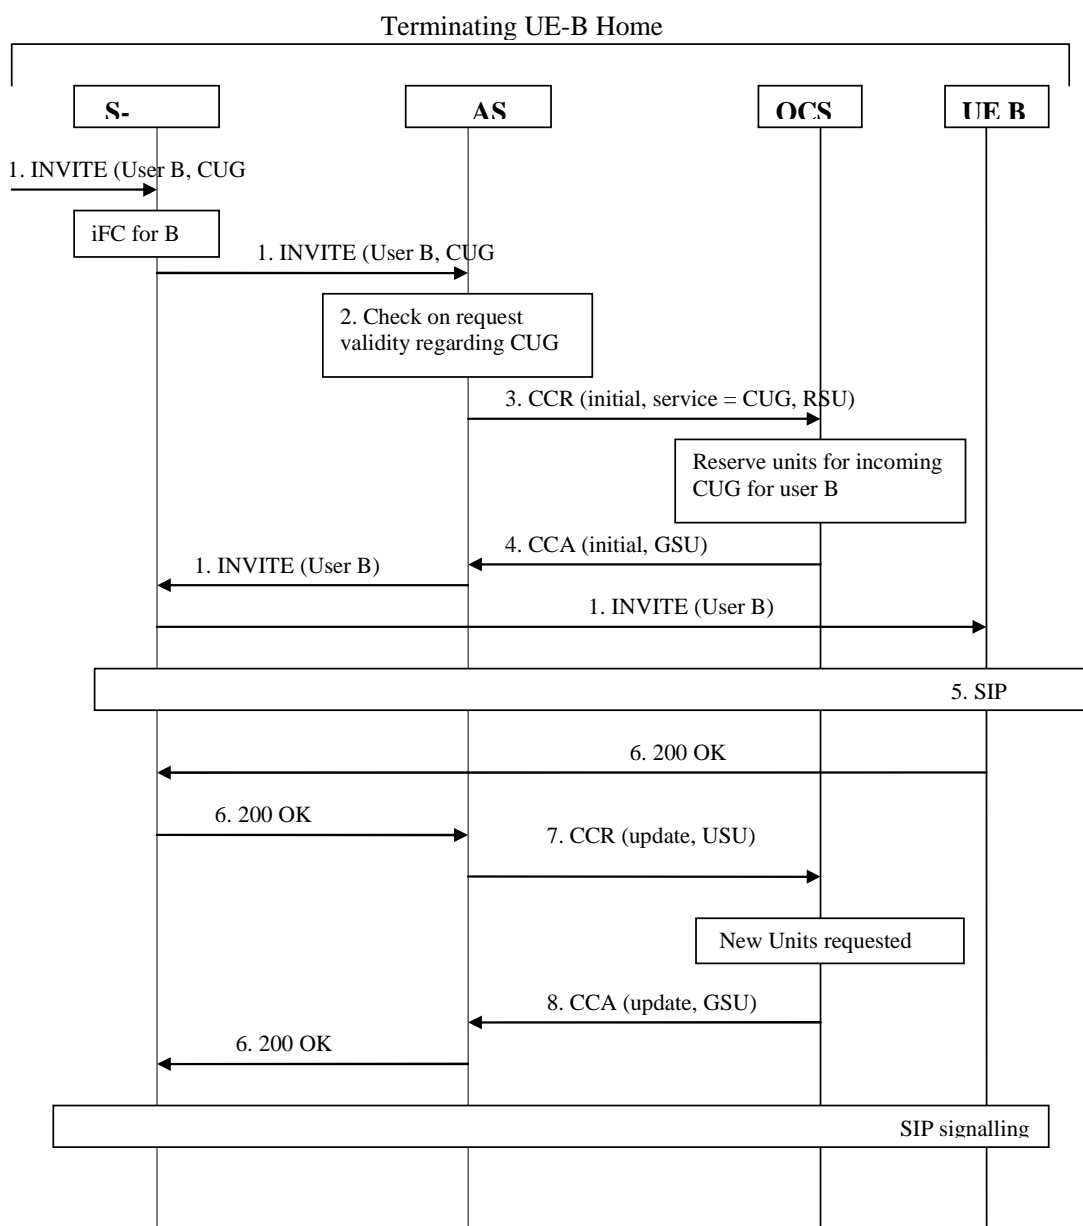 Terminating UE-B Home
S-
AS
OCS
UE B
1. INVITE (User B, CUG
iFC for B
1. INVITE (User B, CUG
2. Check on request
validity regarding CUG
3. CCR (initial, service = CUG, RSU)
Reserve units for incoming
CUG for user B
4. CCA (initial, GSU)
1. INVITE (User B)
1. INVITE (User B)
5. SIP
6. 200 OK
6. 200 OK
7. CCR (update, USU)
New Units requested
8. CCA (update, GSU)
6. 200 OK
SIP signalling